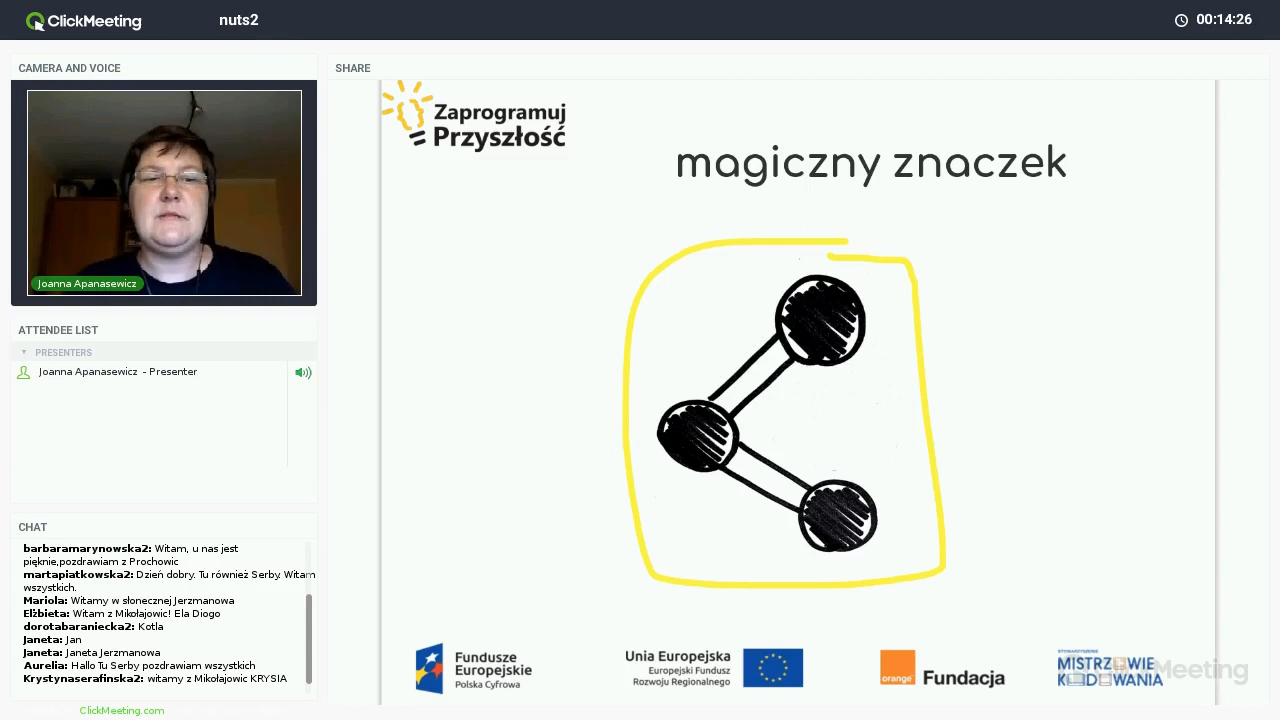 ClickMeeting
nuts2
00:14:26
CAMERA AND VOICE
SHARE
Joanna Apanasewicz
Zaprogramuj
Przyszłość
magiczny znaczek
ATTENDEE LIST
PRESENTERS
Joanna Apanasewicz - Presenter
CHAT
barbaramarynowska2: Witam, u nas jest
pięknie,pozdrawiam z Prochowic
martapiatkowska2: Dzień dobry. Tu również Serby. Witam
wszystkich.
Mariola: Witamy w słonecznej Jerzmanowa
Elżbieta: Witam z Mikołajowic! Ela Diogo
dorotabaraniecka2: Kotla
Janeta: Jan
Janeta: Janeta Jerzmanowa
Aurelia: Hallo Tu Serby pozdrawiam wszystkich
Krystynaserafinska2: witamy z Mikołajowic KRYSIA
ClickMeeting.com
Fundusze
Europejskie
Polska Cyfrowa
Unia Europejska
Europejski Fundusz
Rozwoju Regionalnego
orange
Fundacja
STOWARZYSZENIE
MISTRZOWIE
KODOWANIA
ClickMeeting